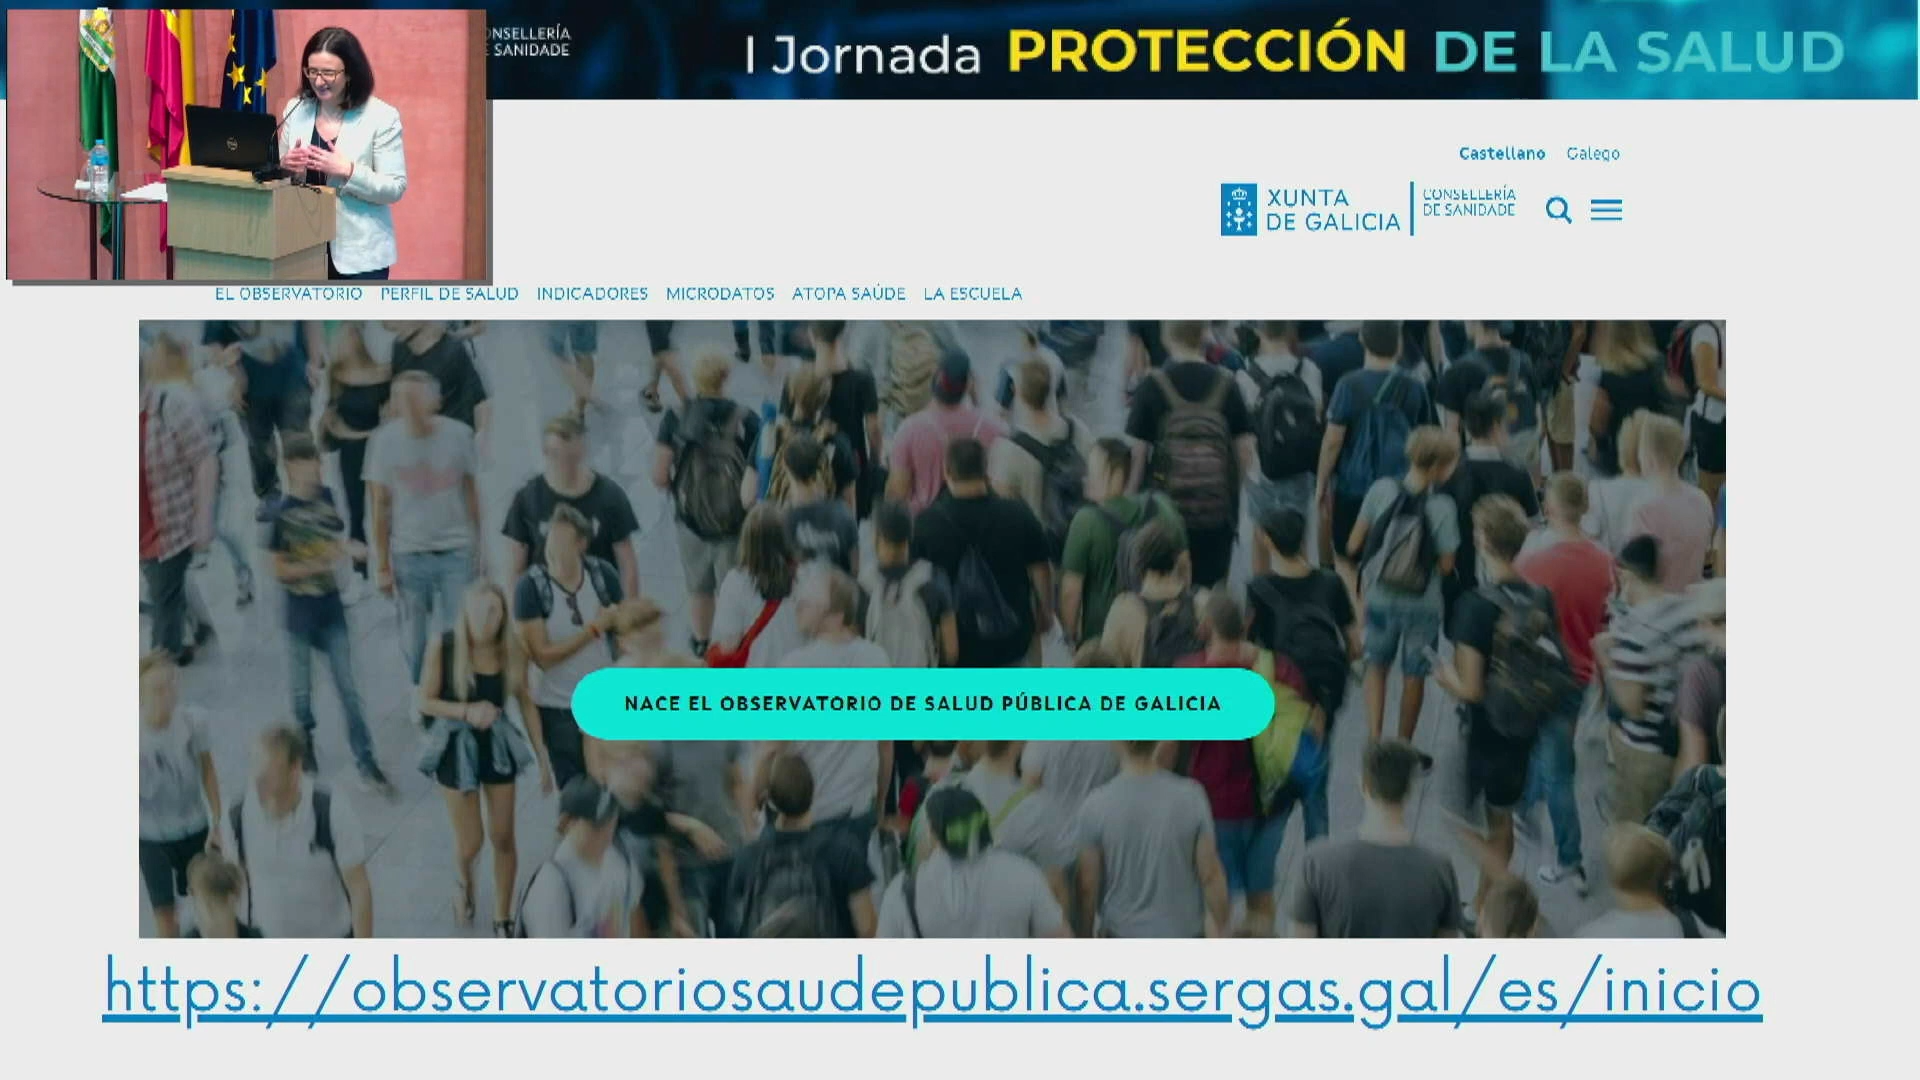 NSELLERÍA
SANIDADE
I Jornada PROTECCIÓN DE LA SALUD
Castellano Galego
XUNTA
DE GALICIA
CONSELLERÍA
DE SANIDADE
EL OBSERVATORIO PERFIL DE SALUD INDICADORES MICRODATOS ATOPA SAÚDE LA ESCUELA
NACE EL OBSERVATORIO DE SALUD PÚBLICA DE GALICIA
https://observatoriosaudepublica.sergas.gal/es/inicio